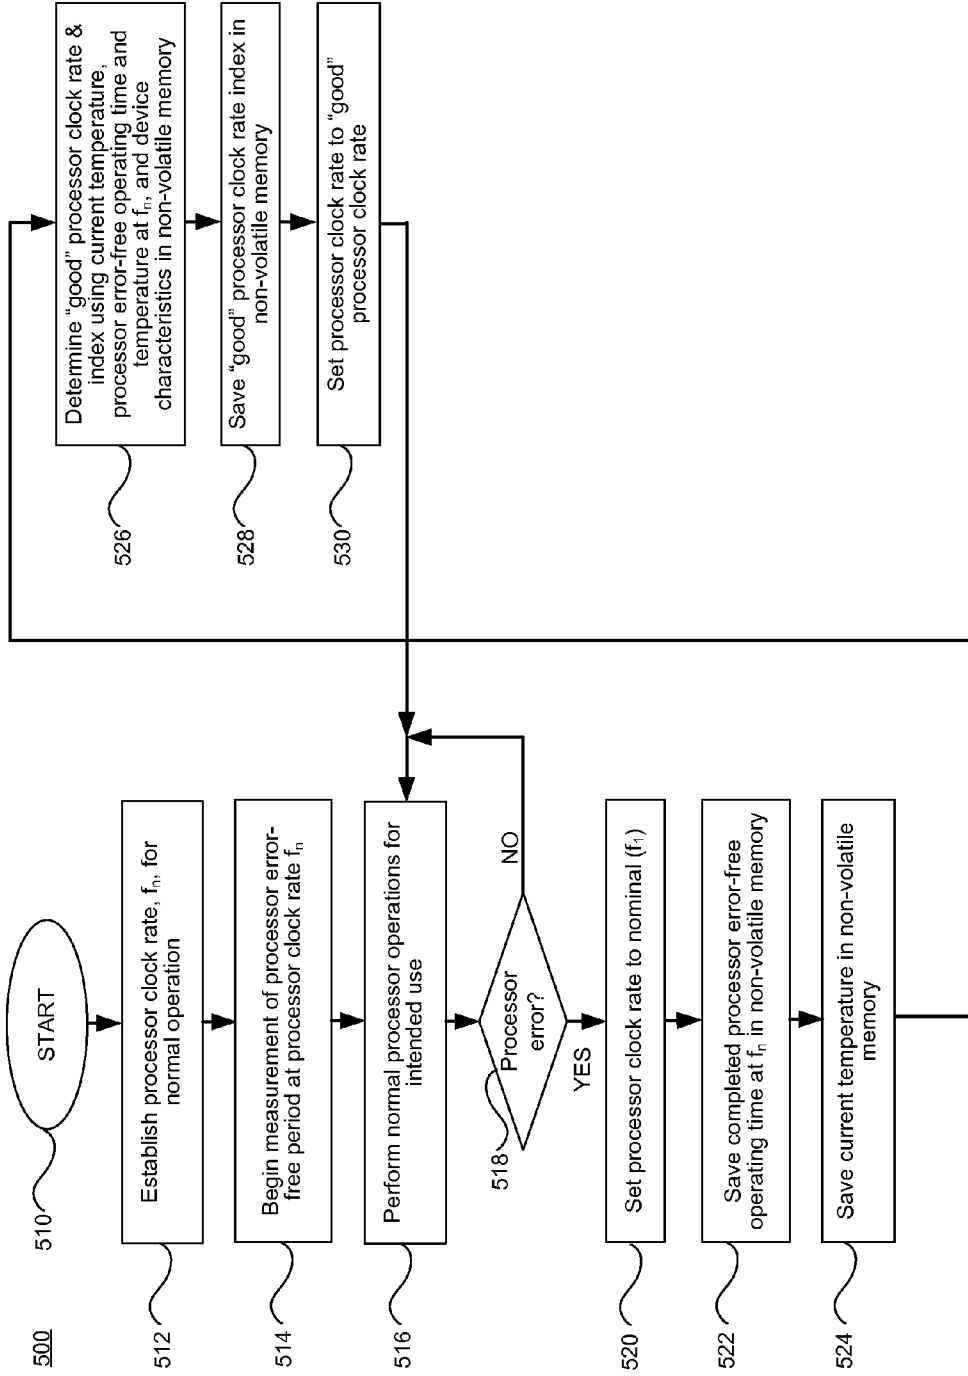 500
START
510
Establish processor clock rate, fn, for
normal operation
512
Begin measurement of processor error-
free period at processor clock rate fn
514
Perform normal processor operations for
intended use
516
Processor
error?
518
NO
YES
Set processor clock rate to nominal (f1)
520
Save completed processor error-free
operating time at fn in non-volatile memory
522
Save current temperature in non-volatile
memory
524
Determine “good” processor clock rate &
index using current temperature,
processor error-free operating time and
temperature at fn, and device
characteristics in non-volatile memory
526
Save “good” processor clock rate index in
non-volatile memory
528
Set processor clock rate to “good”
processor clock rate
530